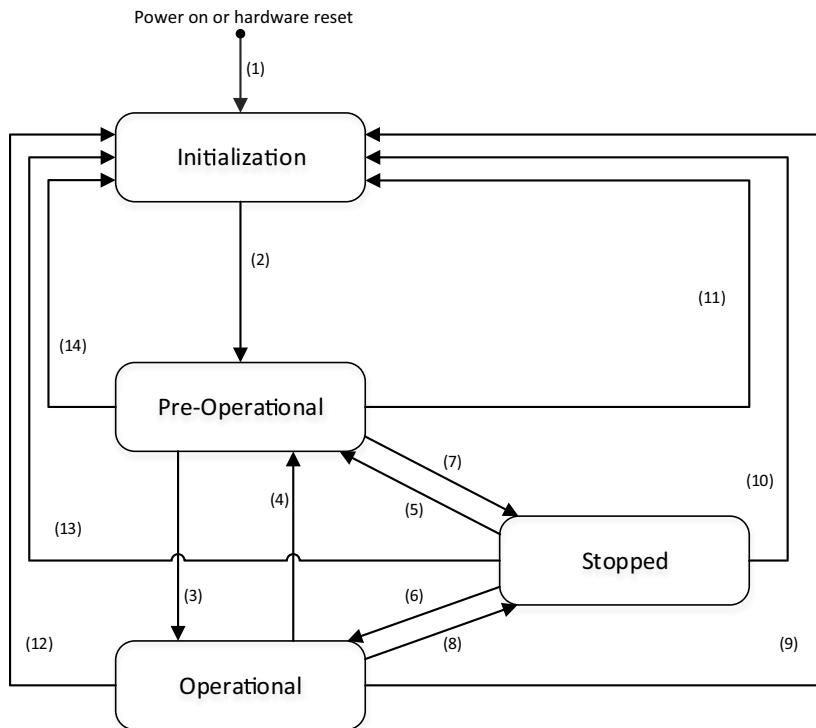 Power on or hardware reset
(1)
Initialization
(2)
(11)
(14)
Pre-Operational
(7)
(4)
(5)
(10)
(13)
Stopped
(3)
(6)
(12)
(8)
(9)
Operational